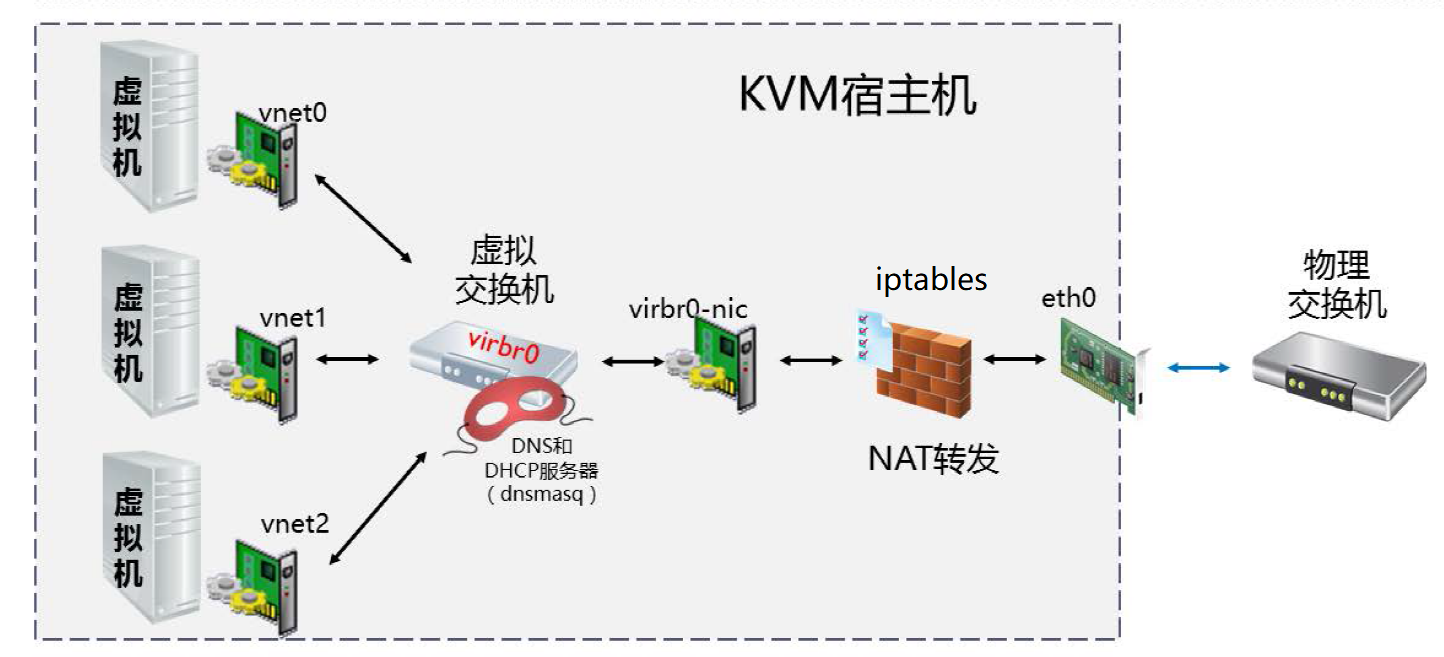 KVM宿主机
虚拟机
vnet0
虚拟机
vnet1
虚拟机
vnet2
虚拟
交换机
virbr0
DNS和
DHCP服务器
（dnsmasq）
virbr0-nic
iptables
NAT转发
eth0
物理
交换机